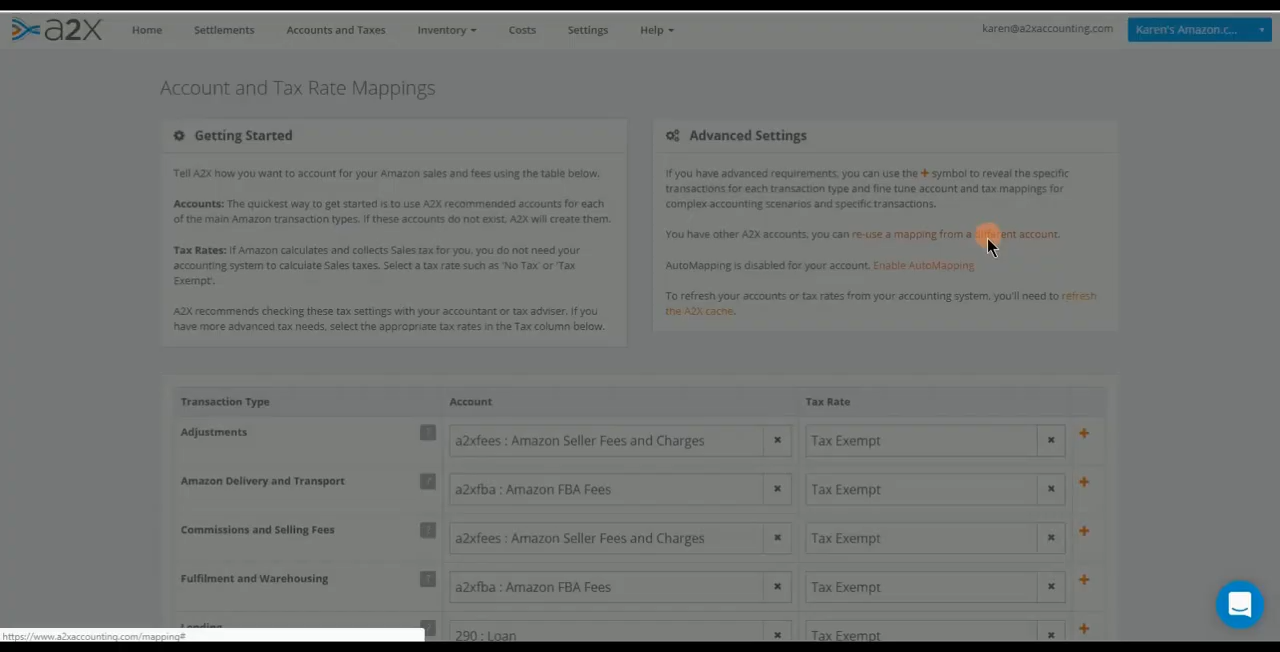 a2x
Home
Settlements
Accounts and Taxes
Inventory
Costs
Settings
Help
karen@a2xaccounting.com
Karen's Amazon.c...
Account and Tax Rate Mappings
Getting Started
Tell A2X how you want to account for your Amazon sales and fees using the table below.
Accounts: The quickest way to get started is to use A2X recommended accounts for each
of the main Amazon transaction types. If these accounts do not exist, A2X will create them.
Tax Rates: If Amazon calculates and collects Sales tax for you, you do not need your
accounting system to calculate Sales taxes. Select a tax rate such as 'No Tax' or 'Tax
Exempt'.
A2X recommends checking these tax settings with your accountant or tax adviser. If you
have more advanced tax needs, select the appropriate tax rates in the Tax column below.
Advanced Settings
If you have advanced requirements, you can use the + symbol to reveal the specific
transactions for each transaction type and fine tune account and tax mappings for
complex accounting scenarios and specific transactions.
You have other A2X accounts, you can re-use a mapping from a different account.
AutoMapping is disabled for your account. Enable AutoMapping
To refresh your accounts or tax rates from your accounting system, you'll need to refresh
the A2X cache.
Transaction Type Account Tax Rate
Adjustments ? a2xfees : Amazon Seller Fees and Charges × Tax Exempt × +
Amazon Delivery and Transport ? a2xfba : Amazon FBA Fees × Tax Exempt × +
Commissions and Selling Fees ? a2xfees : Amazon Seller Fees and Charges × Tax Exempt × +
Fulfilment and Warehousing ? a2xfba : Amazon FBA Fees × Tax Exempt × +
Lending ? 290 : Loan × Tax Exempt × +
https://www.a2xaccounting.com/mapping#